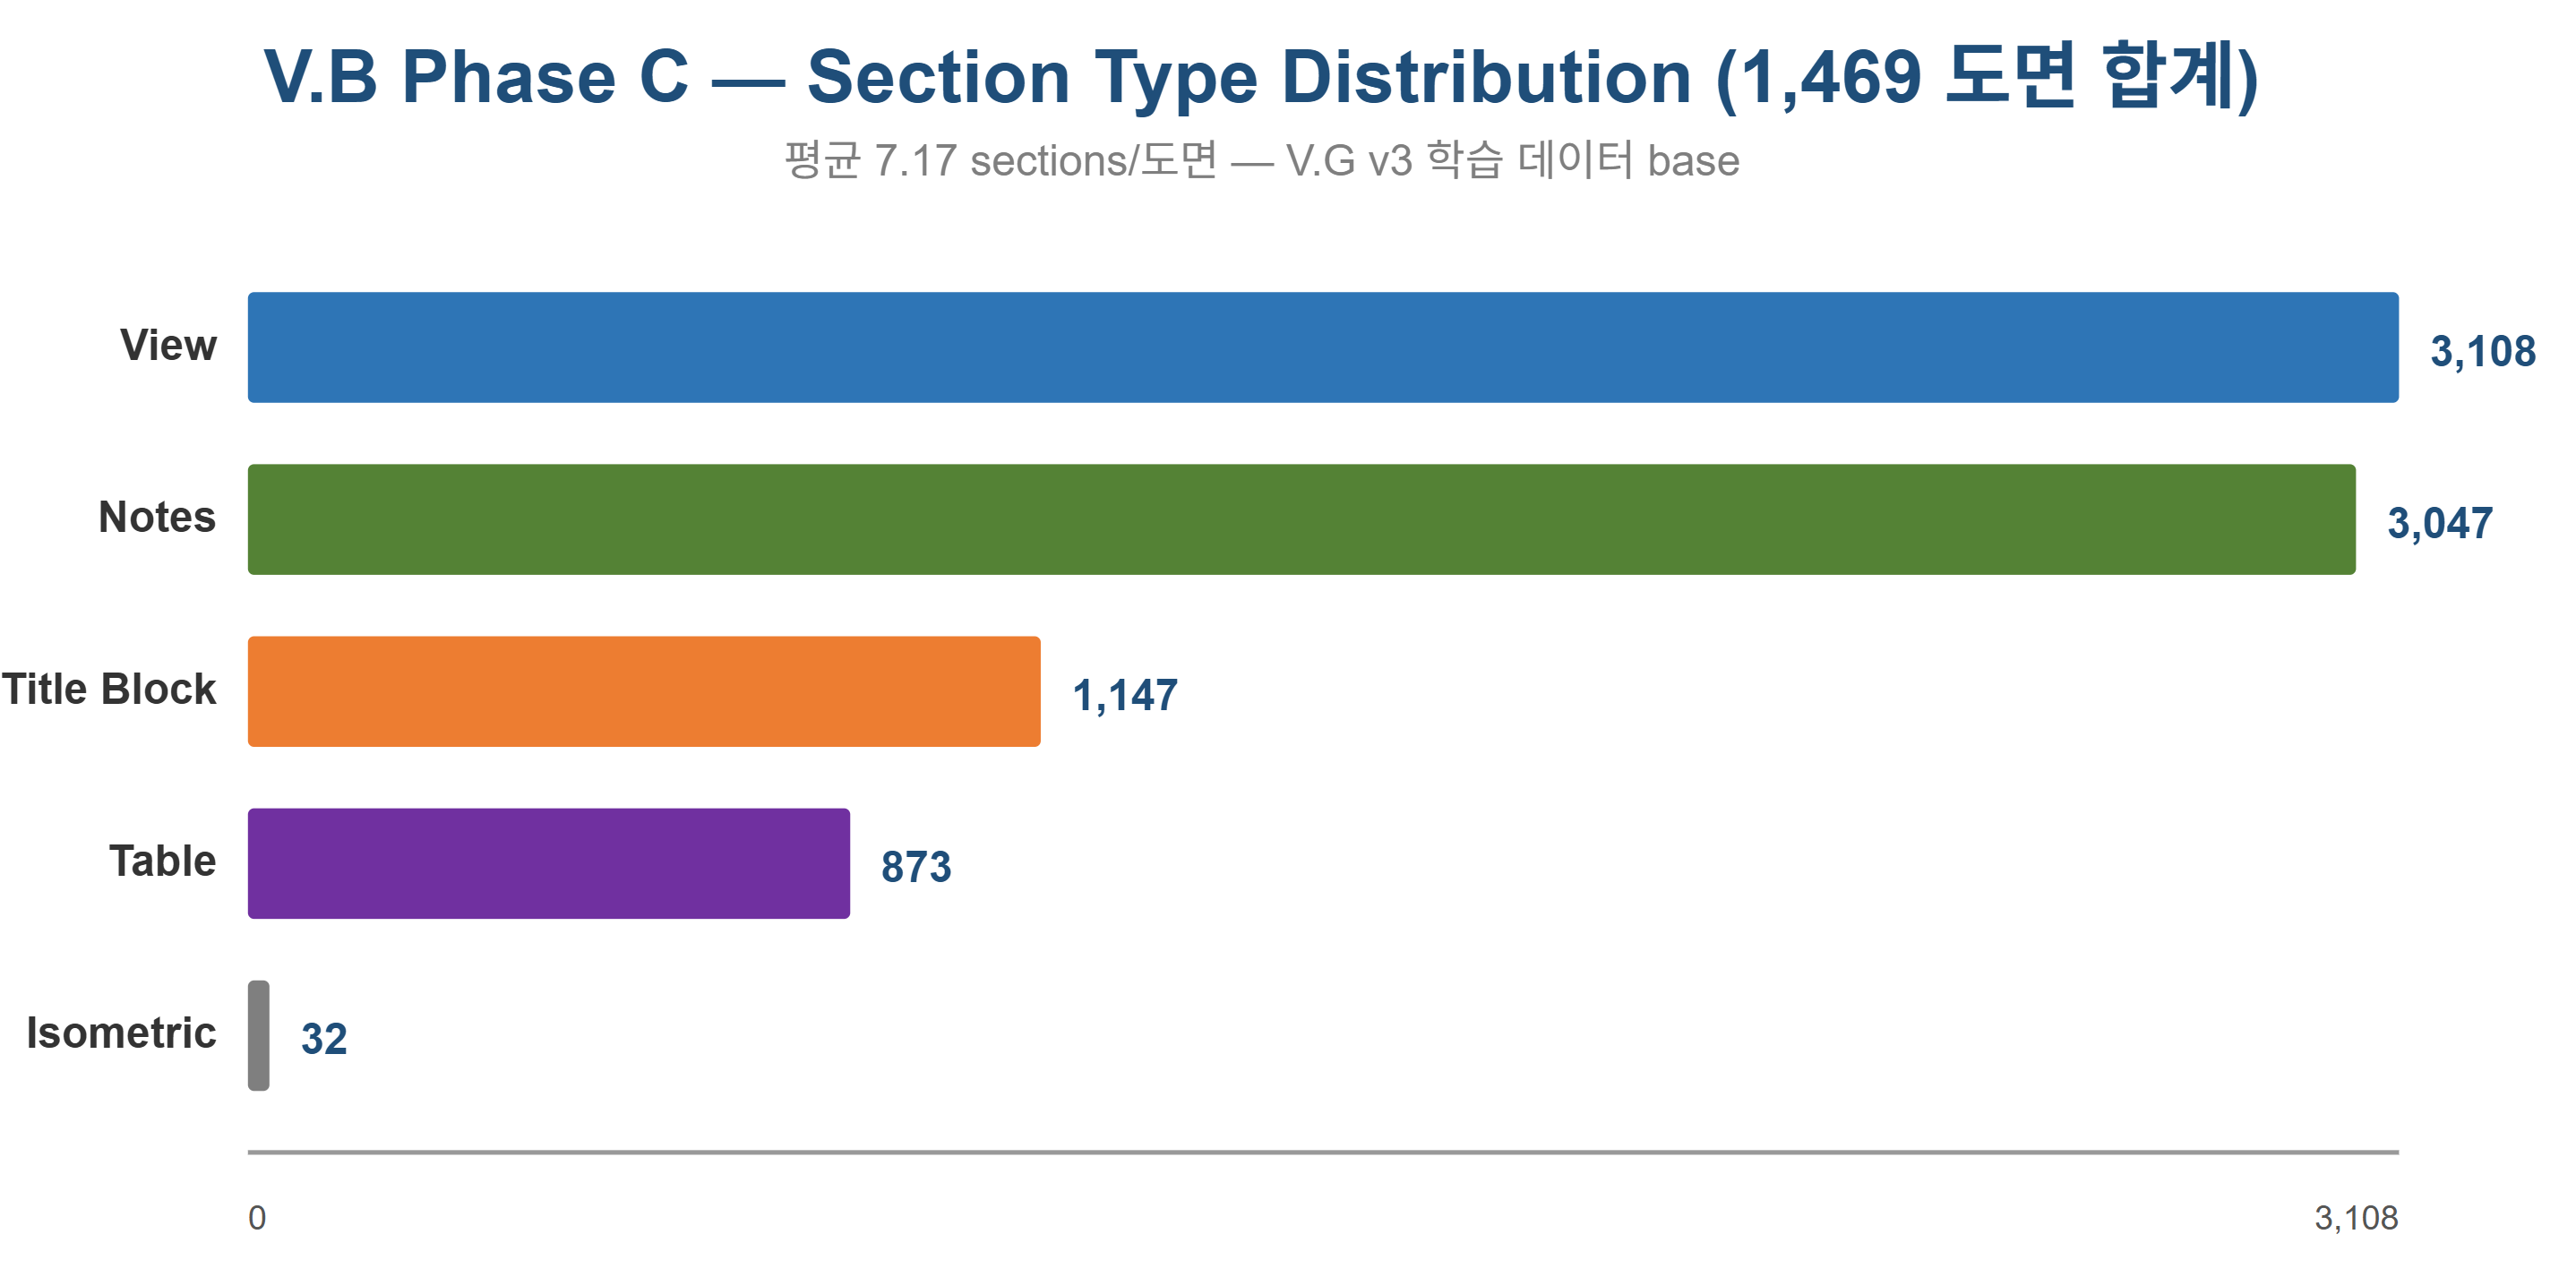 V.B Phase C — Section Type Distribution (1,469 도면 합계)
평균 7.17 sections/도면 — V.G v3 학습 데이터 base
View 3,108
Notes 3,047
Title Block 1,147
Table 873
Isometric 32
0 3,108